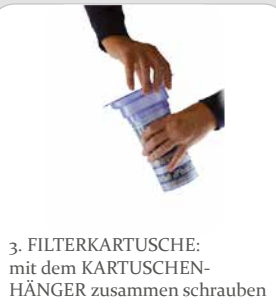 3. FILTERKARTUSCHE:
mit dem KARTUSCHEN-
HÄNGER zusammen schrauben